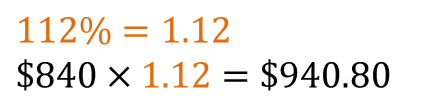 112% = 1.12
$840 × 1.12 = $940.80